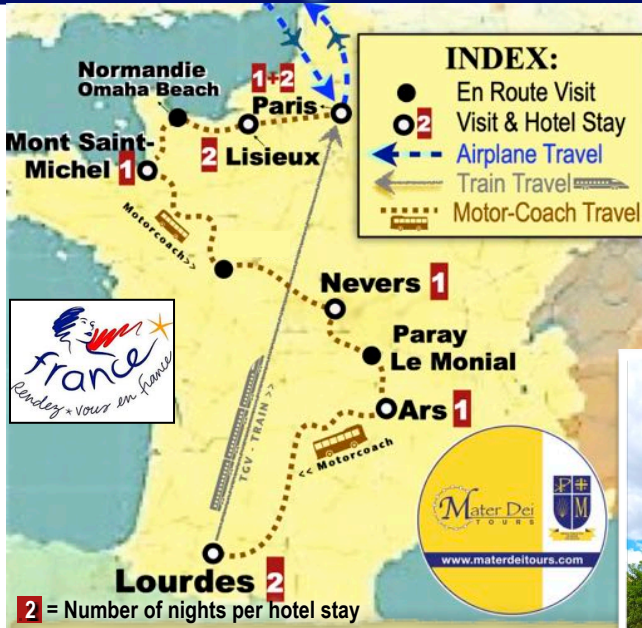 INDEX:
En Route Visit
2 Visit & Hotel Stay
Airplane Travel
Train Travel
Motor-Coach Travel
Normandie
Omaha Beach
1+2
Paris
2 Lisieux
Mont Saint-
Michel 1
Motorcoach>>
Nevers 1
Paray
Le Monial
Ars 1
<< Motorcoach
TGV - TRAIN >>
Lourdes 2
2 = Number of nights per hotel stay
france
Rendez vous en france
Mater Dei
TOURS
M
www.materdeitours.com